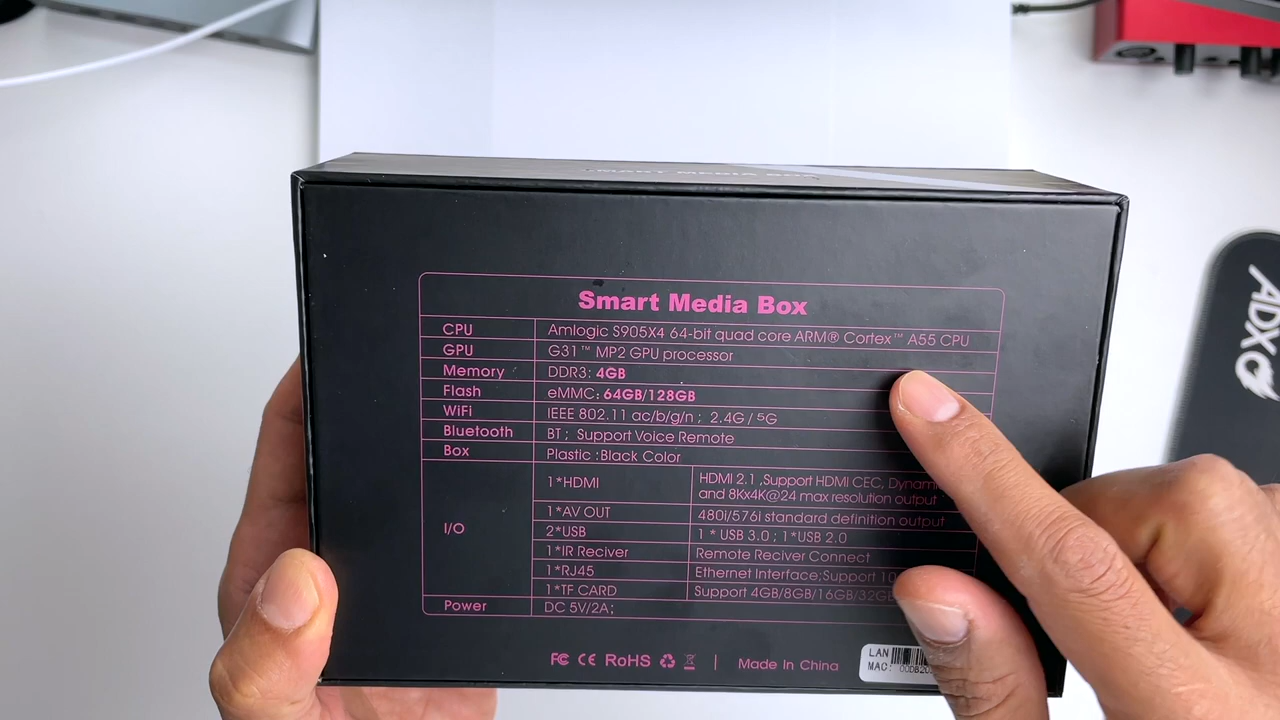 SMART MEDIA BOX
Smart Media Box
CPU Amlogic S905X4 64-bit quad core ARM® Cortex™ A55 CPU
GPU G31™ MP2 GPU processor
Memory DDR3: 4GB
Flash eMMC: 64GB/128GB
WiFi IEEE 802.11 ac/b/g/n ; 2.4G / 5G
Bluetooth BT ; Support Voice Remote
Box Plastic :Black Color
I/O
1*HDMI HDMI 2.1 ,Support HDMI CEC,
and 8Kx4K@24 max resolution output
1*AV OUT 480i/576i standard definition output
2*USB 1 * USB 3.0 ; 1*USB 2.0
1*IR Reciver Remote Reciver Connect
1*RJ45 Ethernet Interface;Support
1*TF CARD Support 4GB/8GB/16GB/32GB
Power DC 5V/2A;
FC CE RoHS | Made In China
LAN
MAC:
ADX